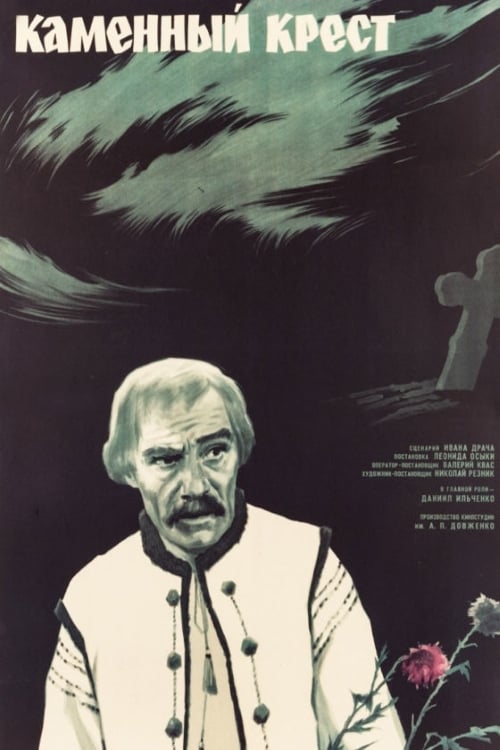 КАМЕННЫЙ КРЕСТ
СЦЕНАРИЙ ИВАНА ДРАЧА
ПОСТАНОВКА ЛЕОНИДА ОСЫКИ
ОПЕРАТОР-ПОСТАНОВЩИК ВАЛЕРИЙ КВАС
ХУДОЖНИК-ПОСТАНОВЩИК НИКОЛАЙ РЕЗНИК
В ГЛАВНОЙ РОЛИ—
ДАНИИЛ ИЛЬЧЕНКО
ПРОИЗВОДСТВО КИНОСТУДИИ
ИМ. А. П. ДОВЖЕНКО